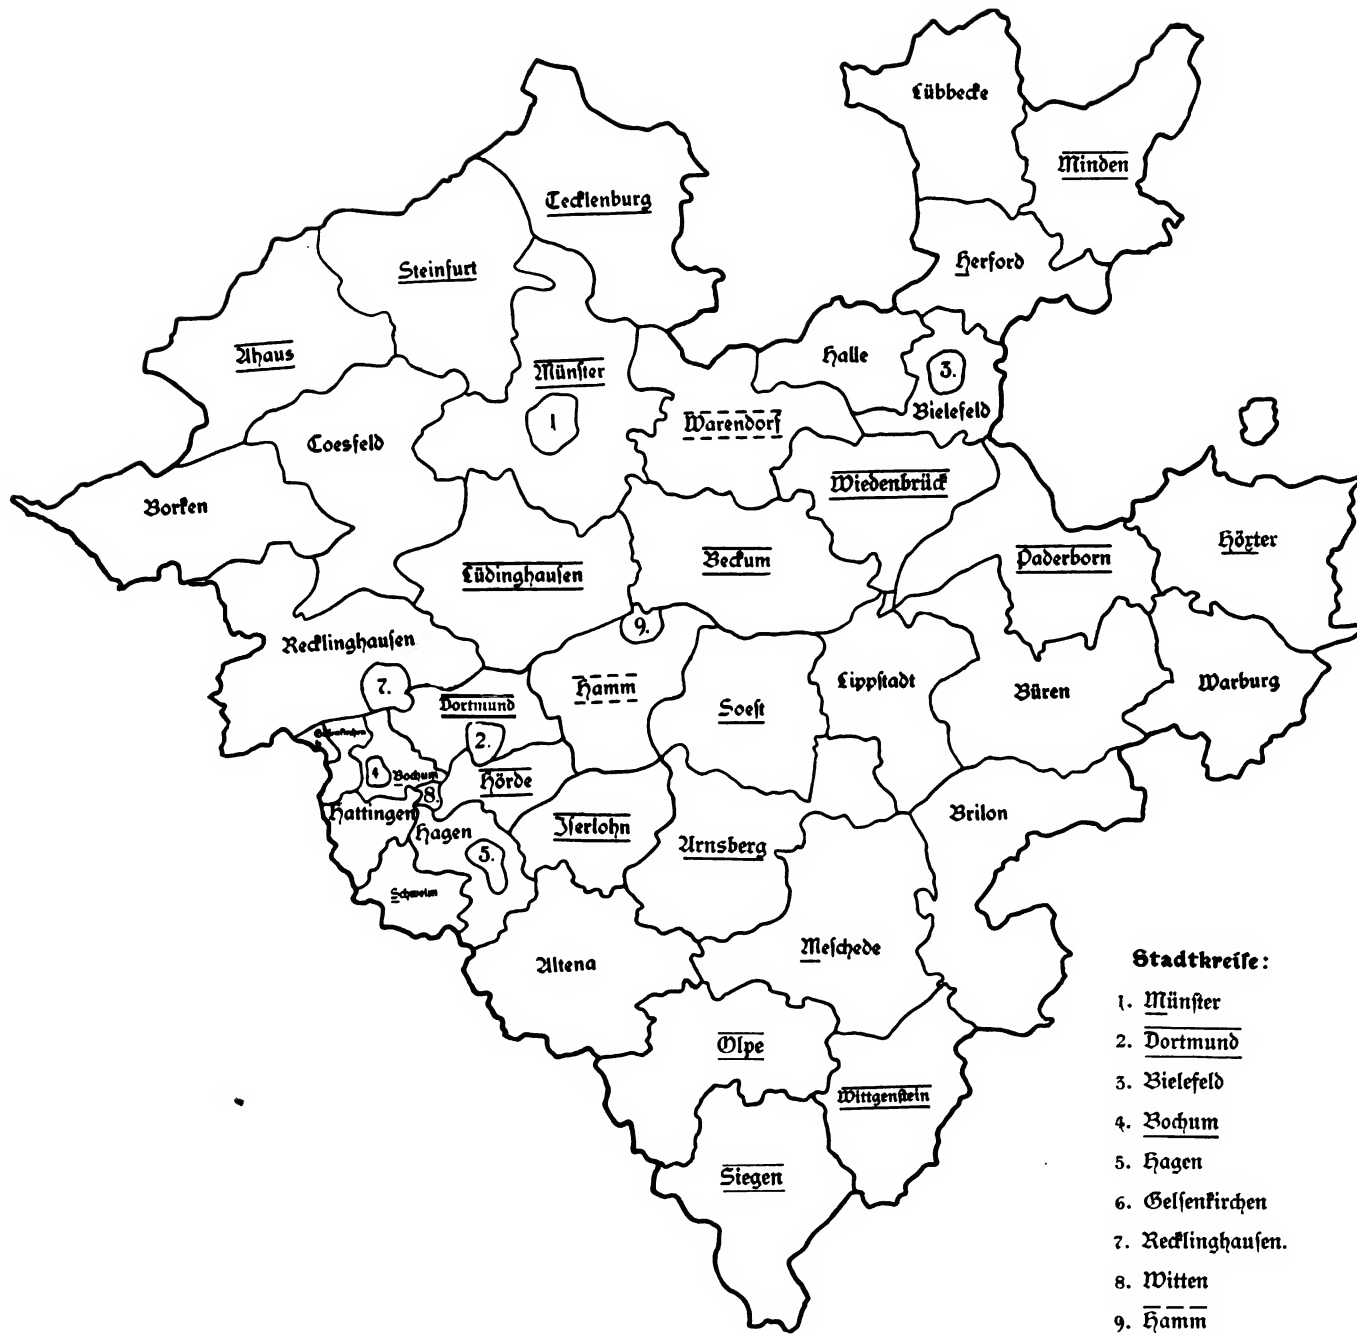 Lübbecke
Minden
Tecklenburg
Herford
Steinfurt
Ahaus
Halle
3.
Münster
Bielefeld
1
Warendorf
Coesfeld
Wiedenbrück
Borken
Höxter
Beckum
Paderborn
Lüdinghauſen
9.
Recklinghauſen
Lippſtadt
Warburg
7.
Hamm
Büren
Dortmund
Soeſt
Gelſenkirchen
6
2.
4
Bochum
Hörde
8.
Hattingen
Hagen
Iſerlohn
Brilon
Arnsberg
5.
Schwelm
Altena
Meſchede
Olpe
Wittgenſtein
Siegen
Stadtkreiſe:
1. Münſter
2. Dortmund
3. Bielefeld
4. Bochum
5. Hagen
6. Gelſenkirchen
7. Recklinghauſen.
8. Witten
9. Hamm